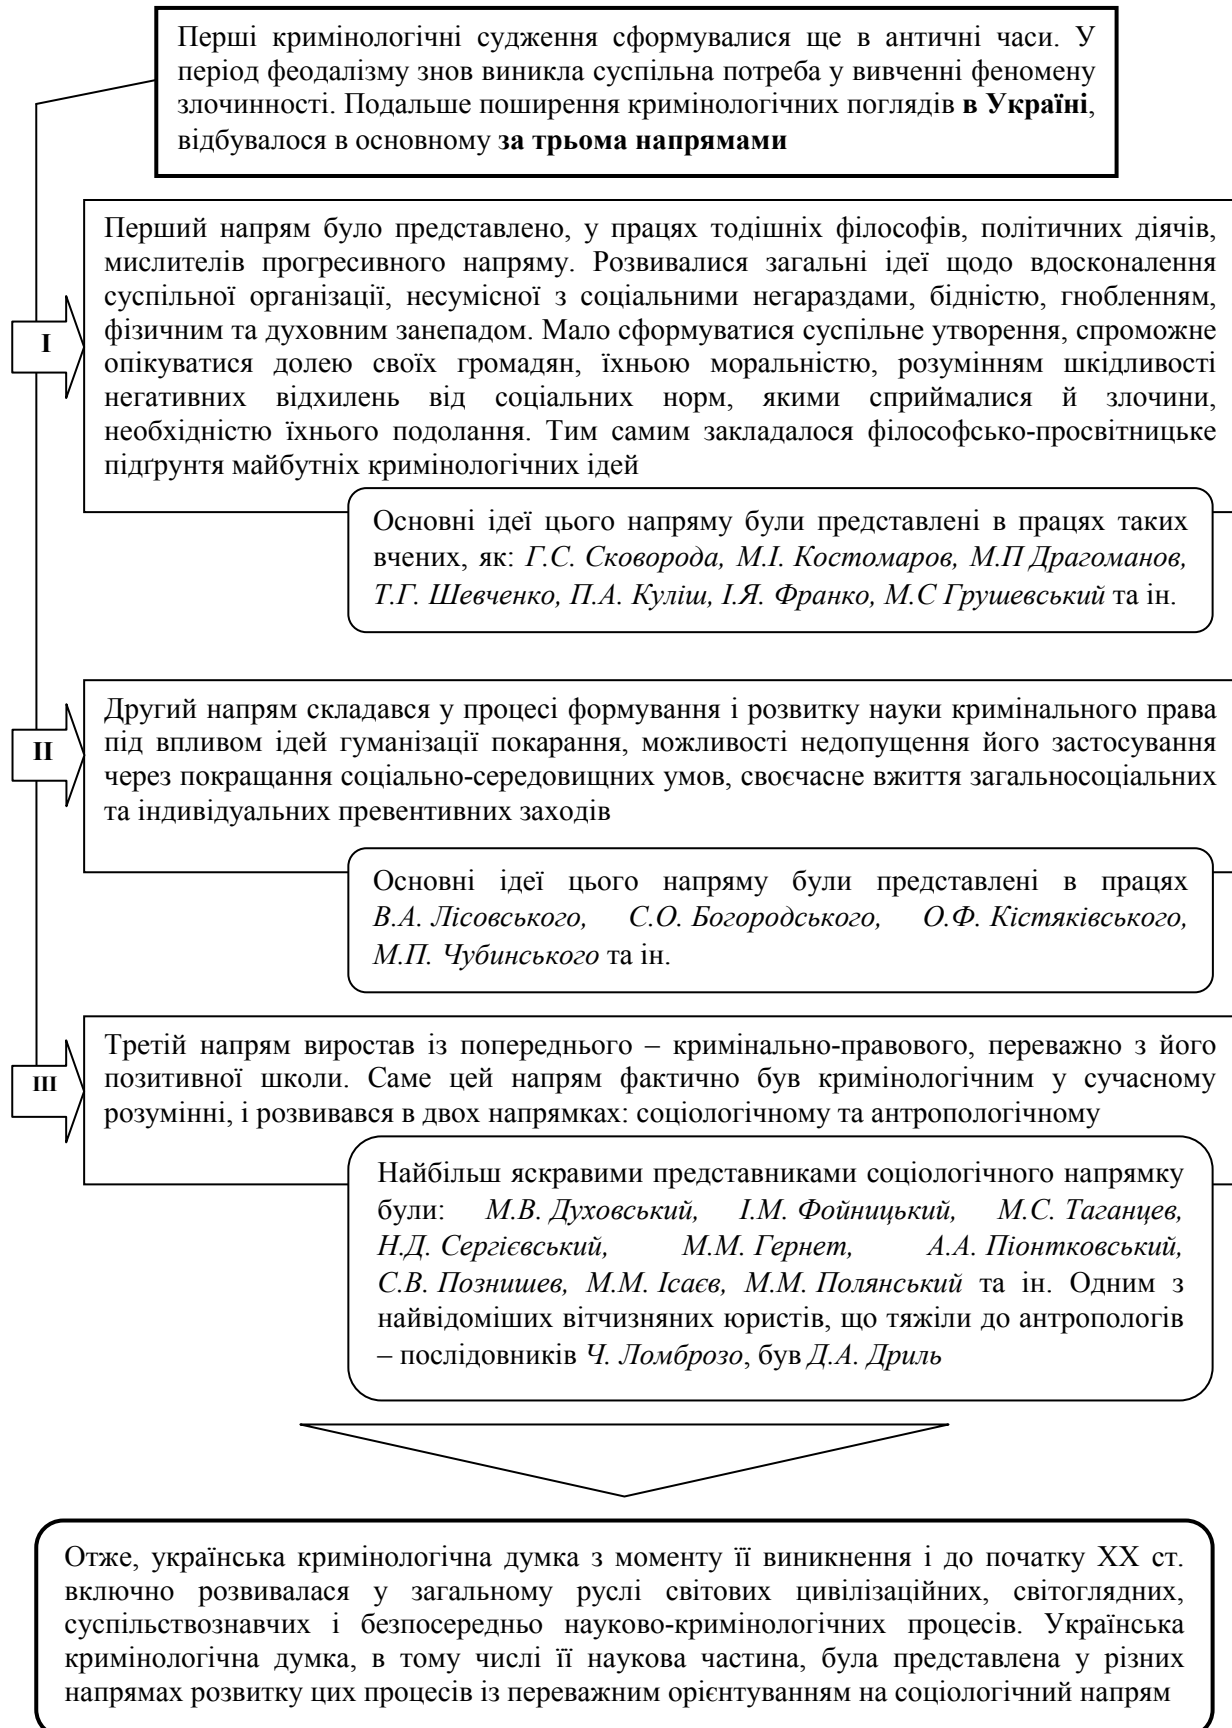 Перші кримінологічні судження сформувалися ще в античні часи. У
період феодалізму знов виникла суспільна потреба у вивченні феномену
злочинності. Подальше поширення кримінологічних поглядів в Україні,
відбувалося в основному за трьома напрямами
I
Перший напрям було представлено, у працях тодішніх філософів, політичних діячів,
мислителів прогресивного напряму. Розвивалися загальні ідеї щодо вдосконалення
суспільної організації, несумісної з соціальними негараздами, бідністю, гнобленням,
фізичним та духовним занепадом. Мало сформуватися суспільне утворення, спроможне
опікуватися долею своїх громадян, їхньою моральністю, розумінням шкідливості
негативних відхилень від соціальних норм, якими сприймалися й злочини,
необхідністю їхнього подолання. Тим самим закладалося філософсько-просвітницьке
підґрунтя майбутніх кримінологічних ідей
Основні ідеї цього напряму були представлені в працях таких
вчених, як: Г.С. Сковорода, М.І. Костомаров, М.П Драгоманов,
Т.Г. Шевченко, П.А. Куліш, І.Я. Франко, М.С Грушевський та ін.
II
Другий напрям складався у процесі формування і розвитку науки кримінального права
під впливом ідей гуманізації покарання, можливості недопущення його застосування
через покращання соціально-середовищних умов, своєчасне вжиття загальносоціальних
та індивідуальних превентивних заходів
Основні ідеї цього напряму були представлені в працях
В.А. Лісовського, С.О. Богородського, О.Ф. Кістяківського,
М.П. Чубинського та ін.
III
Третій напрям виростав із попереднього – кримінально-правового, переважно з його
позитивної школи. Саме цей напрям фактично був кримінологічним у сучасному
розумінні, і розвивався в двох напрямках: соціологічному та антропологічному
Найбільш яскравими представниками соціологічного напрямку
були: М.В. Духовський, І.М. Фойницький, М.С. Таганцев,
Н.Д. Сергієвський, М.М. Гернет, А.А. Піонтковський,
С.В. Познишев, М.М. Ісаєв, М.М. Полянський та ін. Одним з
найвідоміших вітчизняних юристів, що тяжіли до антропологів
– послідовників Ч. Ломброзо, був Д.А. Дриль
Отже, українська кримінологічна думка з моменту її виникнення і до початку XX ст.
включно розвивалася у загальному руслі світових цивілізаційних, світоглядних,
суспільствознавчих і безпосередньо науково-кримінологічних процесів. Українська
кримінологічна думка, в тому числі її наукова частина, була представлена у різних
напрямах розвитку цих процесів із переважним орієнтуванням на соціологічний напрям